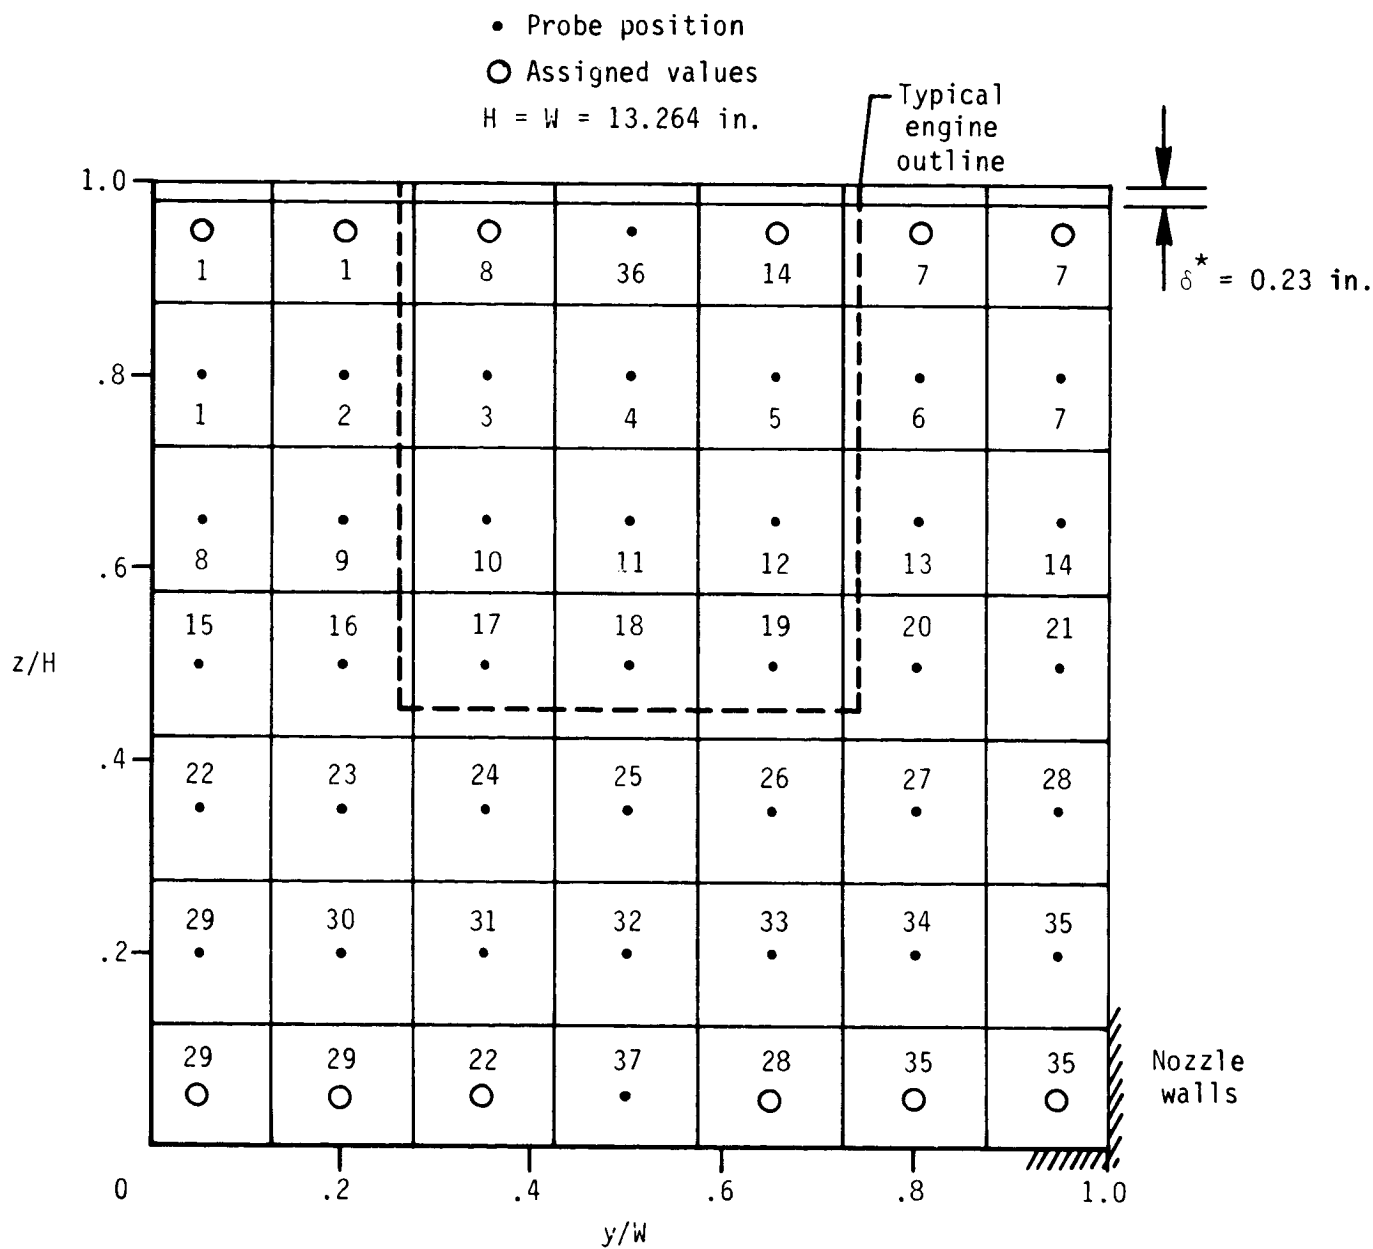 • Probe position
○ Assigned values
H = W = 13.264 in.
Typical
engine
outline
1.0
1 1 8 36 14 7 7
δ* = 0.23 in.
.8
1 2 3 4 5 6 7
.6
8 9 10 11 12 13 14
15 16 17 18 19 20 21
z/H
.4
22 23 24 25 26 27 28
29 30 31 32 33 34 35
.2
29 29 22 37 28 35 35
Nozzle
walls
0 .2 .4 .6 .8 1.0
y/W